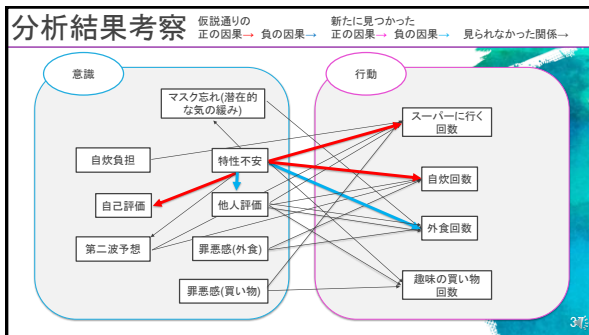 分析結果考察
仮説通りの
正の因果→ 負の因果→
新たに見つかった
正の因果→ 負の因果→
見られなかった関係→
意識
行動
マスク忘れ(潜在的
な気の緩み)
スーパーに行く
回数
自炊負担
特性不安
自炊回数
自己評価
他人評価
外食回数
第二波予想
罪悪感(外食)
罪悪感(買い物)
趣味の買い物
回数
37